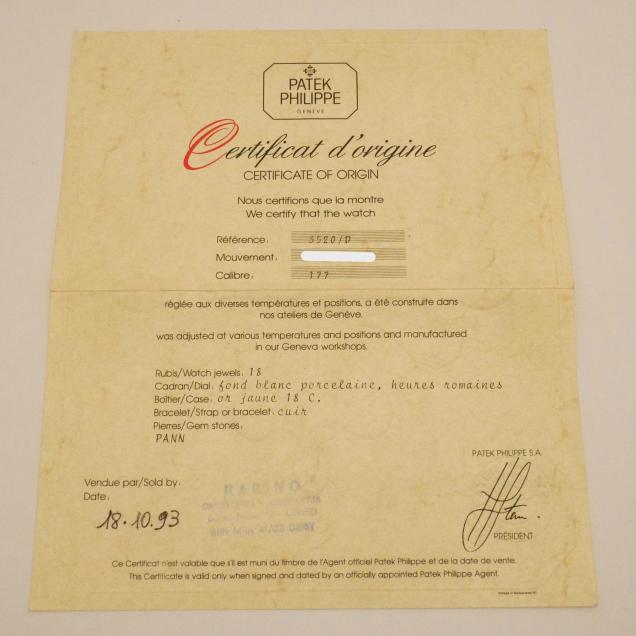 PATEK
PHILIPPE
GENÈVE
Certificat d'origine
CERTIFICATE OF ORIGIN
Nous certifions que la montre
We certify that the watch
Référence: 3520/D
Mouvement:
Calibre: 177
réglée aux diverses températures et positions, a été construite dans
nos ateliers de Genève.
was adjusted at various temperatures and positions and manufactured
in our Geneva workshops.
Rubis/Watch jewels: 18
Cadran/Dial: fond blanc porcelaine, heures romaines
Boîtier/Case: or jaune 18 C.
Bracelet/Strap or bracelet: cuir
Pierres/Gem stones:
PANN
PATEK PHILIPPE S.A.
Vendue par/Sold by:
RABINO
Date:
18.10.93
PRÉSIDENT
Ce Certificat n'est valable que s'il est muni du timbre de l'Agent officiel Patek Philippe et de la date de vente.
This Certificate is valid only when signed and dated by an officially appointed Patek Philippe Agent.